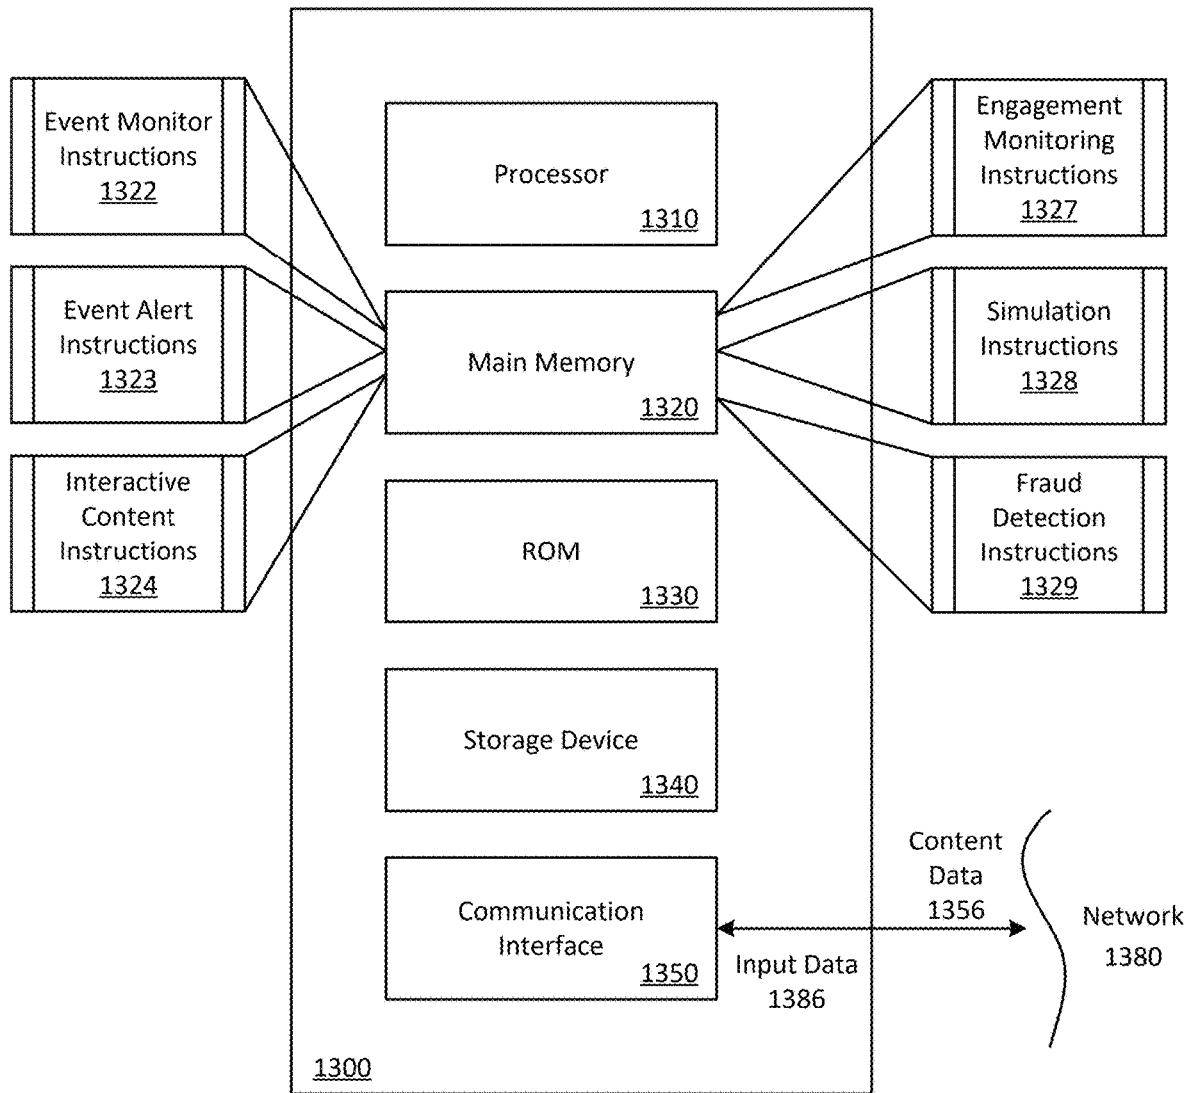 Event Monitor
Instructions
1322
Event Alert
Instructions
1323
Interactive
Content
Instructions
1324
Processor
1310
Main Memory
1320
ROM
1330
Storage Device
1340
Communication
Interface
1350
1300
Engagement
Monitoring
Instructions
1327
Simulation
Instructions
1328
Fraud
Detection
Instructions
1329
Content
Data
1356
Input Data
1386
Network
1380